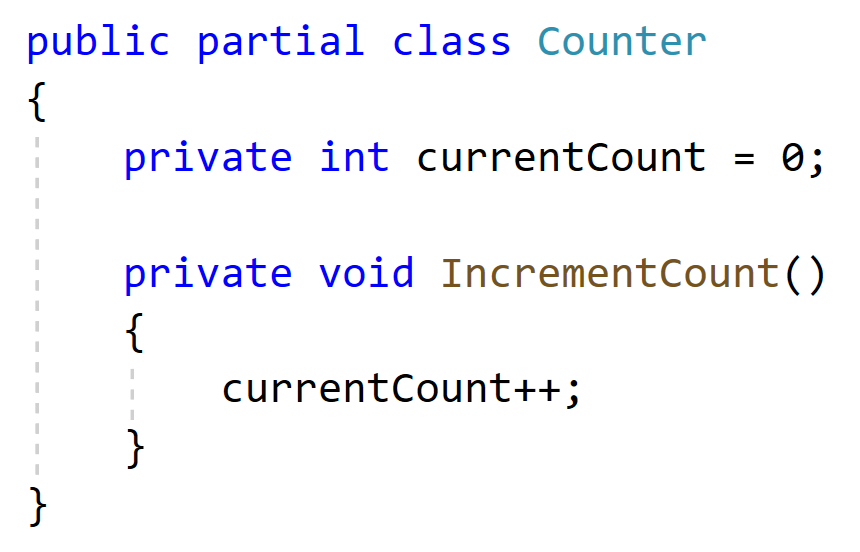 public partial class Counter
{
    private int currentCount = 0;

    private void IncrementCount()
    {
        currentCount++;
    }
}